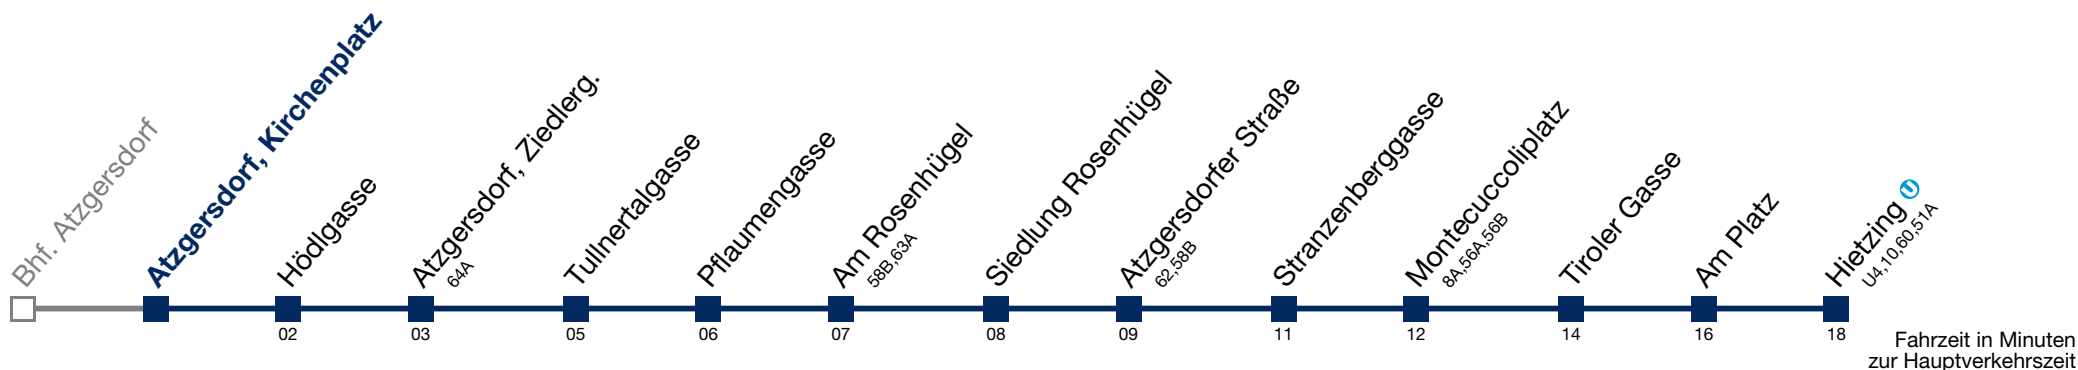 Bhf. Atzgersdorf
Atzgersdorf, Kirchenplatz
Hödlgasse
02
Atzgersdorf, Ziedlerg.
64A
03
Tullnertalgasse
05
Pflaumengasse
06
Am Rosenhügel
58B,63A
07
Siedlung Rosenhügel
08
Atzgersdorfer Straße
62,58B
09
Stranzenberggasse
11
Montecuccoliplatz
8A,56A,56B
12
Tiroler Gasse
14
Am Platz
16
Hietzing U
U4,10,60,51A
18
Fahrzeit in Minuten
zur Hauptverkehrszeit